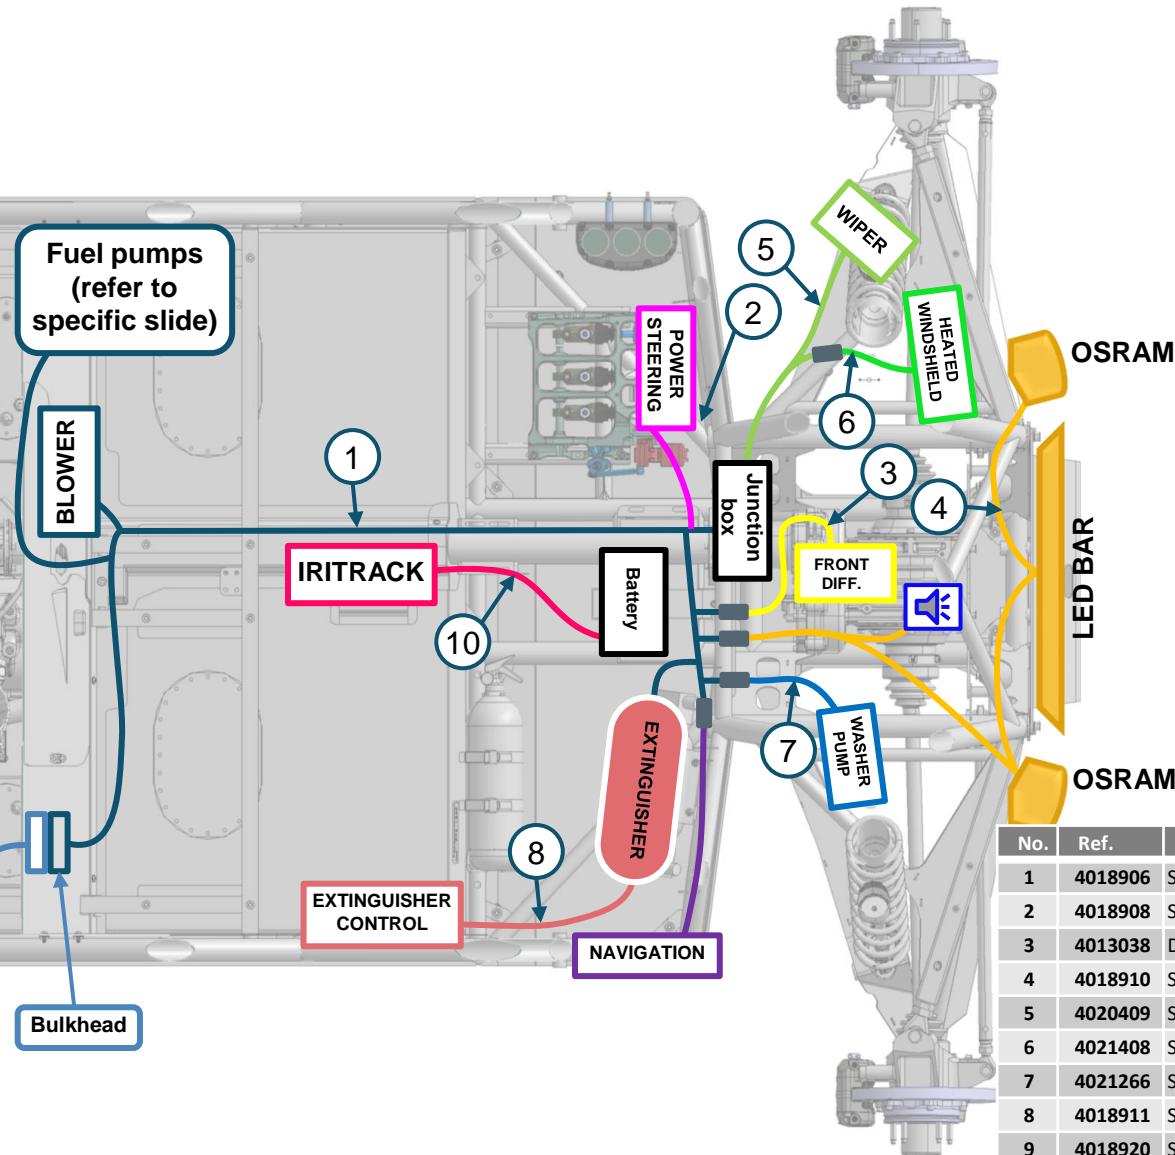 Fuel pumps
(refer to
specific slide)
BLOWER
1
IRITRACK
10
Battery
POWER
STEERING
2
5
WIPER
HEATED
WINDSHIELD
6
Junction
box
3
4
FRONT
DIFF.
OSRAM
LED BAR
OSRAM
7
WASHER
PUMP
EXTINGUISHER
8
EXTINGUISHER
CONTROL
NAVIGATION
Bulkhead
No. Ref.
1 4018906 S
2 4018908 S
3 4013038 D
4 4018910 S
5 4020409 S
6 4021408 S
7 4021266 S
8 4018911 S
9 4018920 S